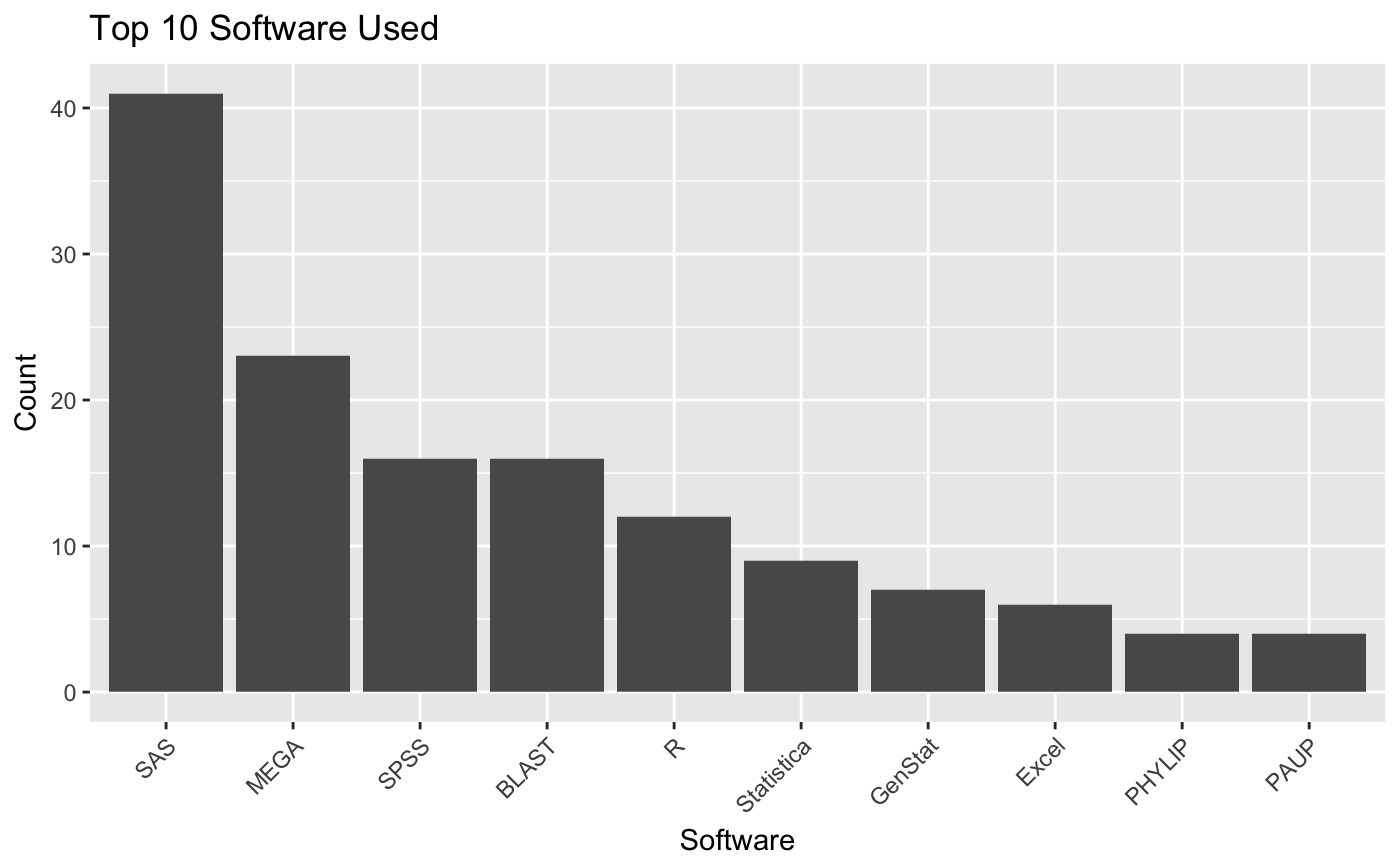 Top 10 Software Used
Count
40
30
20
10
0
SAS
MEGA
SPSS
BLAST
R
Statistica
GenStat
Excel
PHYLIP
PAUP
Software